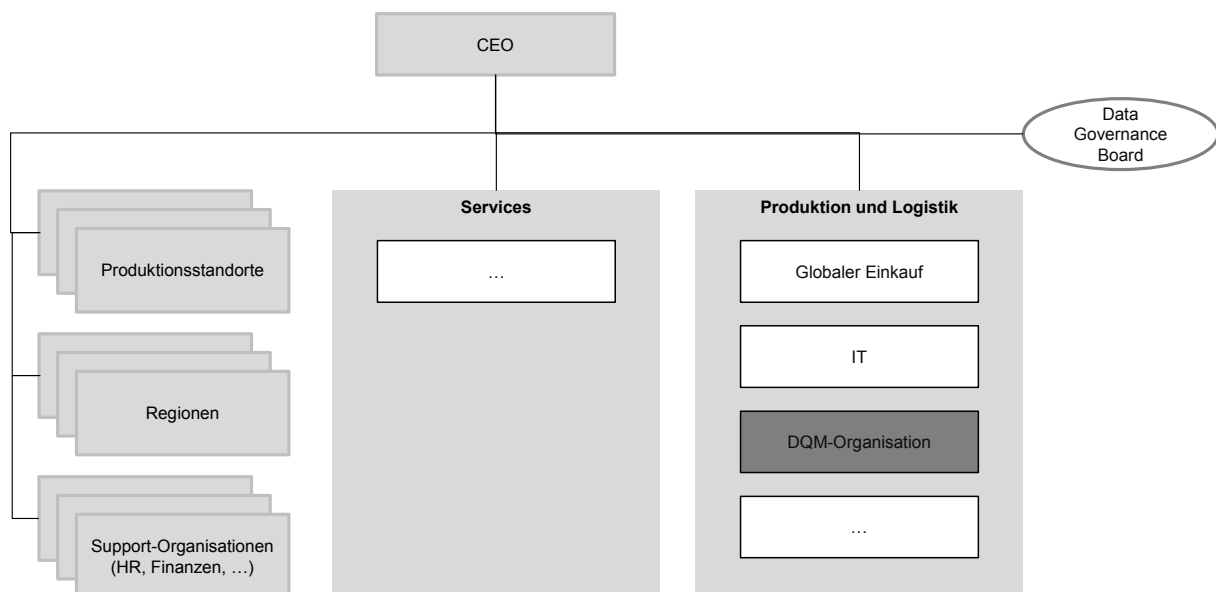 CEO
Data
Governance
Board
Services
Produktion und Logistik
Produktionsstandorte
…
Globaler Einkauf
IT
Regionen
DQM-Organisation
Support-Organisationen
(HR, Finanzen, …)
…